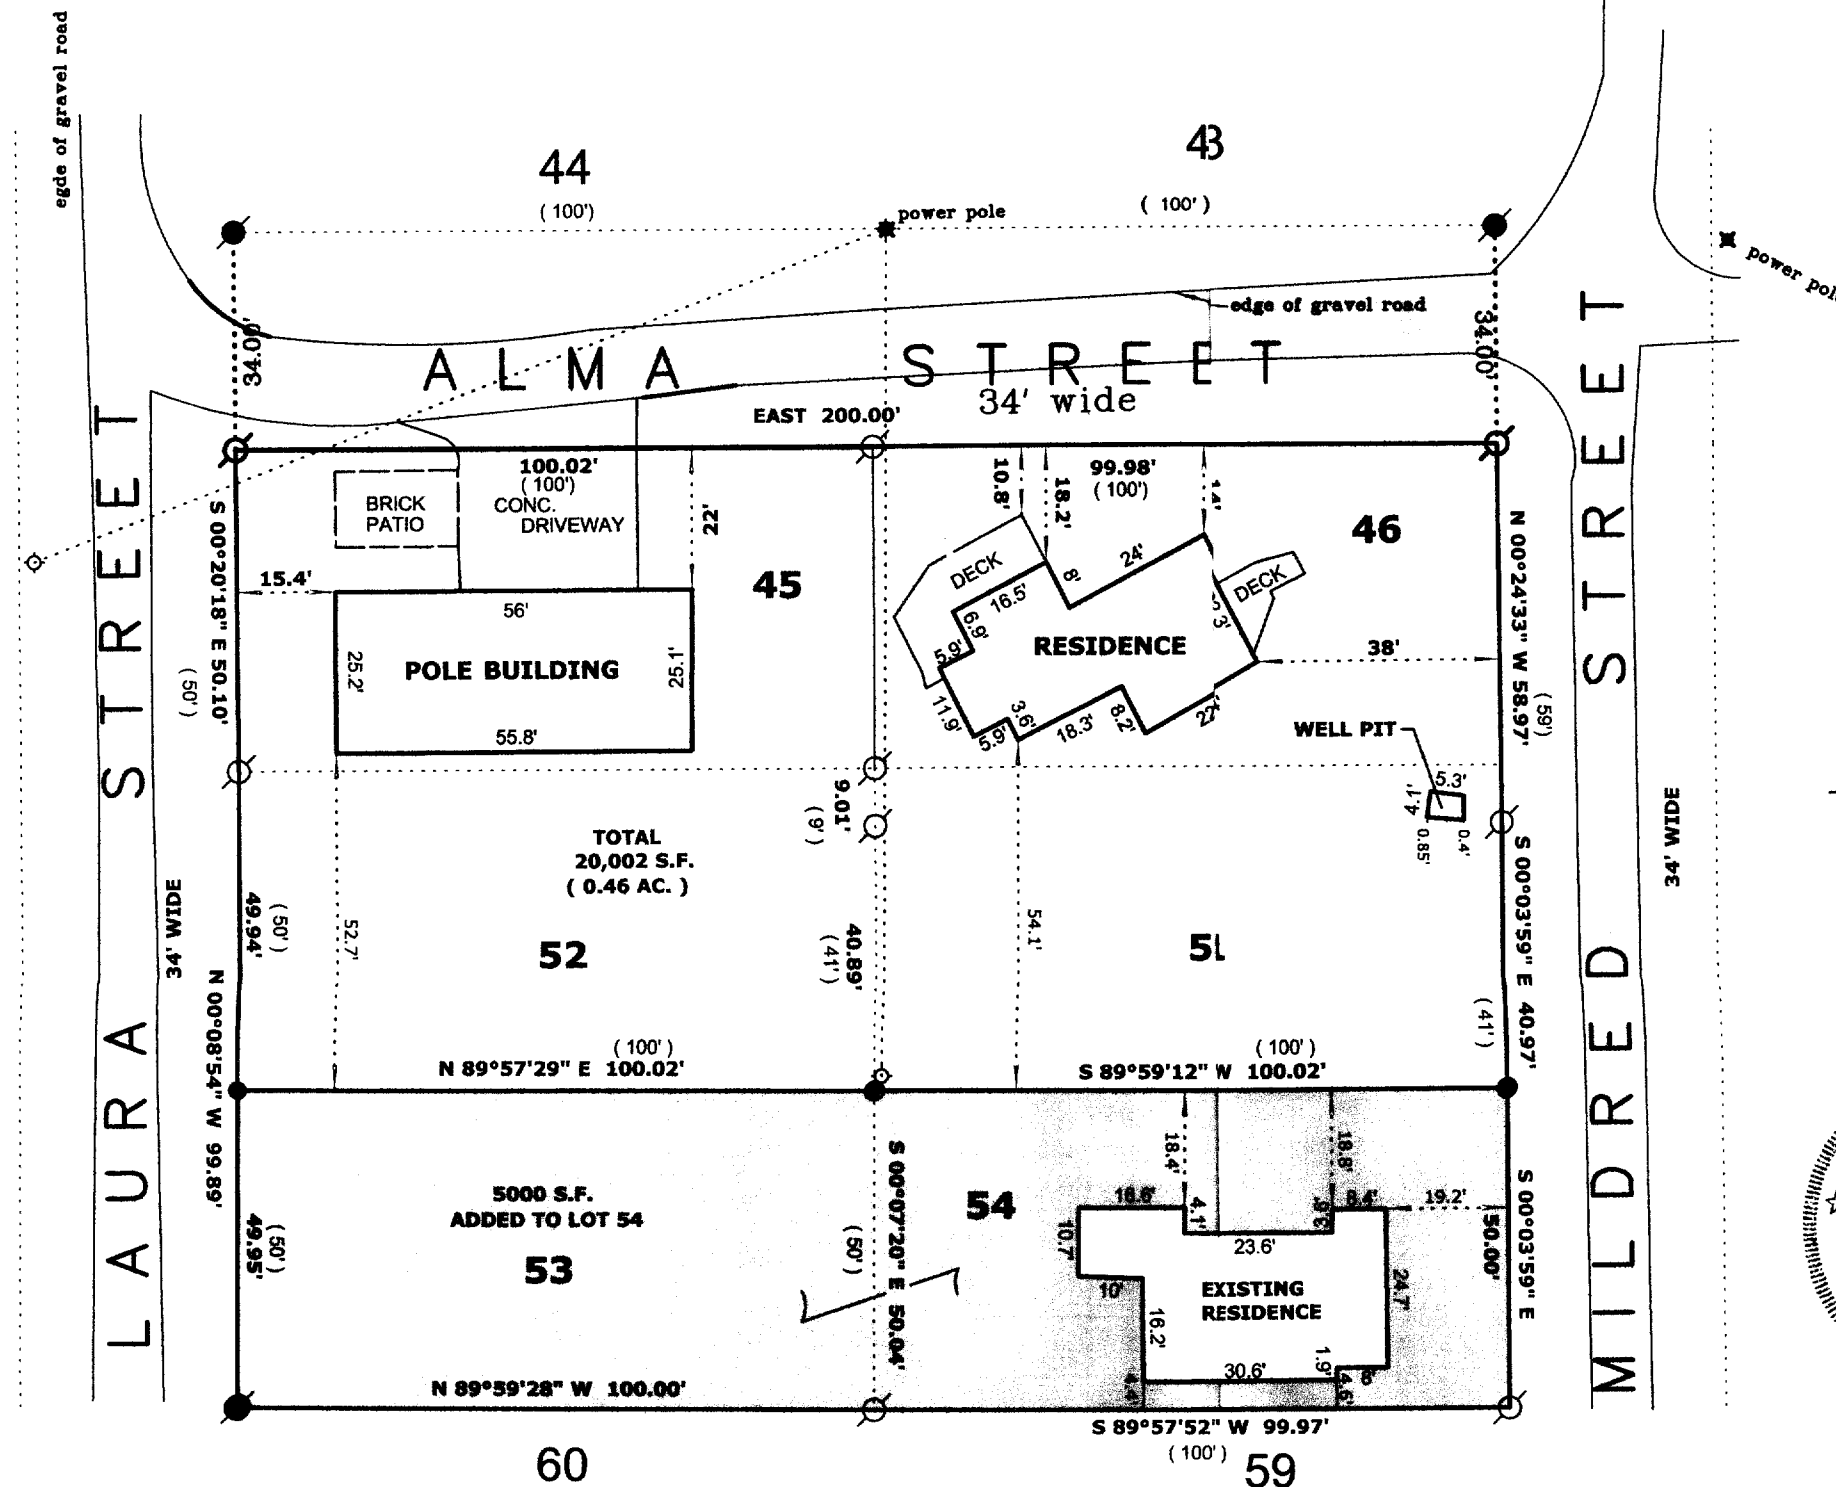 egde of gravel road
44
( 100')
43
( 100' )
power pole
power pole
34.00'
edge of gravel road
34.00'
ALMA STREET
34' wide
EAST 200.00'
100.02'
( 100')
99.98'
( 100')
BRICK
PATIO
CONC.
DRIVEWAY
22'
10.8'
18.2'
14'
46
45
15.4'
56'
25.2'
POLE BUILDING
25.1'
55.8'
DECK
16.5'
8'
24'
DECK
6.9'
5.9'
RESIDENCE
38'
11.9'
5.9'
3.6'
18.3'
8.2'
22'
S 00°20'18" E 50.10'
( 50')
N 00°24'33" W 58.97'
( 59')
WELL PIT
5.3'
4.1'
0.85'
0.4'
9.01'
( 9' )
TOTAL
20,002 S.F.
( 0.46 AC. )
52.7'
54.1'
52
51
40.89'
( 41' )
49.94'
( 50')
34' WIDE
34' WIDE
S 00°03'59" E 40.97'
( 41' )
( 100' )
N 89°57'29" E 100.02'
( 100' )
S 89°59'12" W 100.02'
N 00°08'54" W 99.89'
LAURA STREET
MILDRED STREET
5000 S.F.
ADDED TO LOT 54
53
49.95'
( 50')
( 50')
S 00°07'20" E 50.04'
54
18.4'
18.8'
16.6'
4.1'
3.6'
8.4'
19.2'
10.7'
23.6'
10'
EXISTING
RESIDENCE
24.7'
16.2'
30.6'
1.9'
8'
4.4'
4.6'
50.00'
S 00°03'59" E
N 89°59'28" W 100.00'
S 89°57'52" W 99.97'
( 100' )
60
59